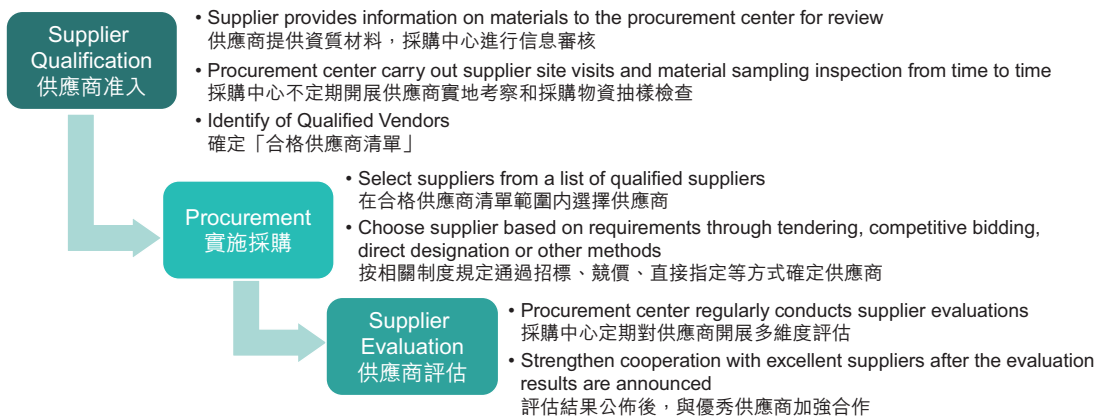 Supplier
Qualification
供應商准入
• Supplier provides information on materials to the procurement center for review
供應商提供資質材料，採購中心進行信息審核
• Procurement center carry out supplier site visits and material sampling inspection from time to time
採購中心不定期開展供應商實地考察和採購物資抽樣檢查
• Identify of Qualified Vendors
確定「合格供應商清單」
Procurement
實施採購
• Select suppliers from a list of qualified suppliers
在合格供應商清單範圍内選擇供應商
• Choose supplier based on requirements through tendering, competitive bidding,
direct designation or other methods
按相關制度規定通過招標、競價、直接指定等方式確定供應商
Supplier
Evaluation
供應商評估
• Procurement center regularly conducts supplier evaluations
採購中心定期對供應商開展多維度評估
• Strengthen cooperation with excellent suppliers after the evaluation
results are announced
評估結果公佈後，與優秀供應商加強合作